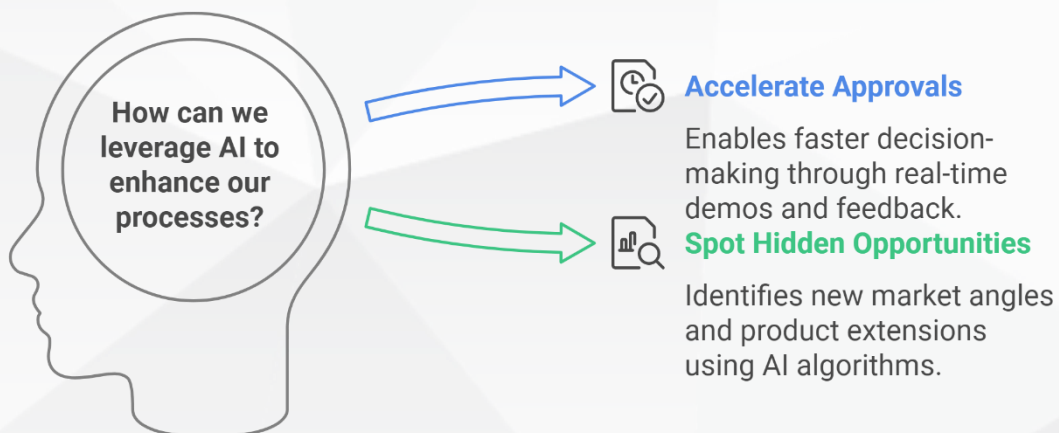 How can we
leverage AI to
enhance our
processes?
Accelerate Approvals
Enables faster decision-
making through real-time
demos and feedback.
Spot Hidden Opportunities
Identifies new market angles
and product extensions
using AI algorithms.